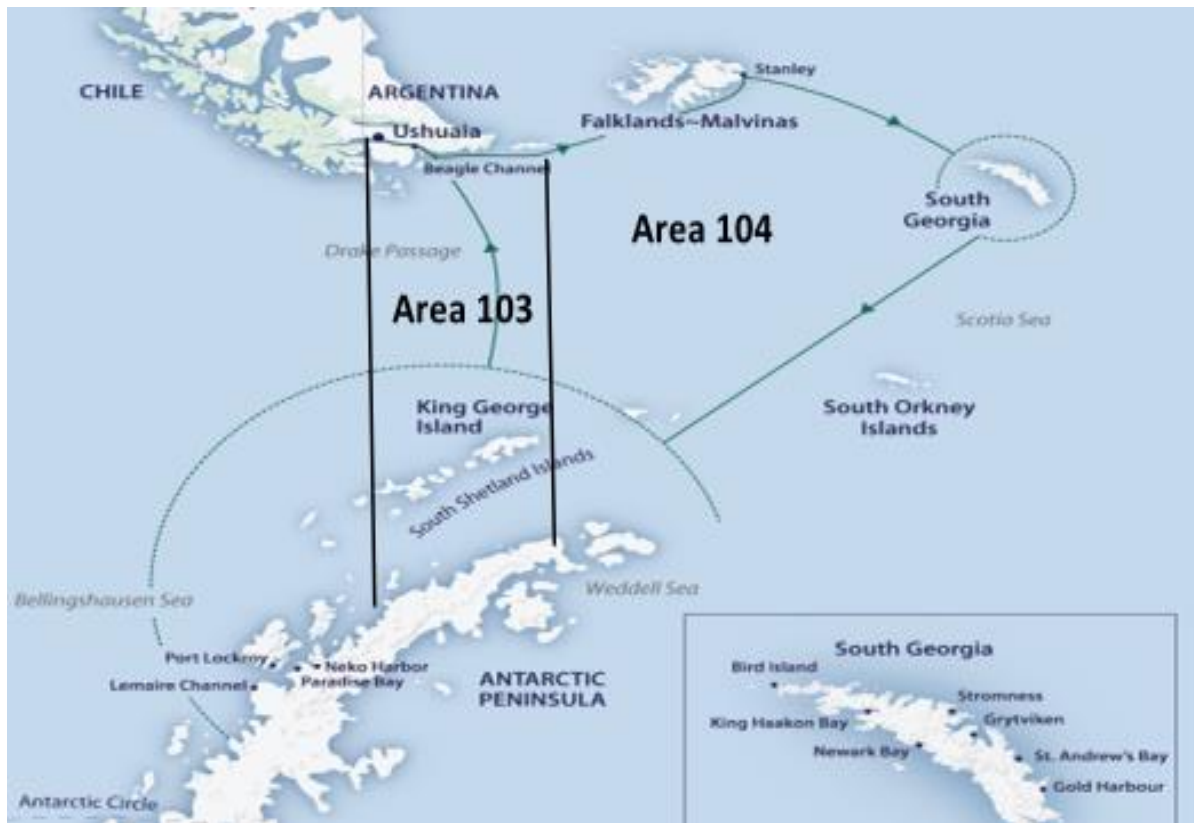 CHILE
ARGENTINA
Stanley
Falklands~Malvinas
Ushuaia
Beagle Channel
South
Georgia
Area 104
Drake Passage
Area 103
Scotia Sea
King George
Island
South Orkney
Islands
South Shetland Islands
Weddell Sea
Bellingshausen Sea
Port Lockroy
Neko Harbor
Lemaire Channel
Paradise Bay
ANTARCTIC
PENINSULA
South Georgia
Bird Island
Stromness
King Haakon Bay
Grytviken
Newark Bay
St. Andrew's Bay
Gold Harbour
Antarctic Circle